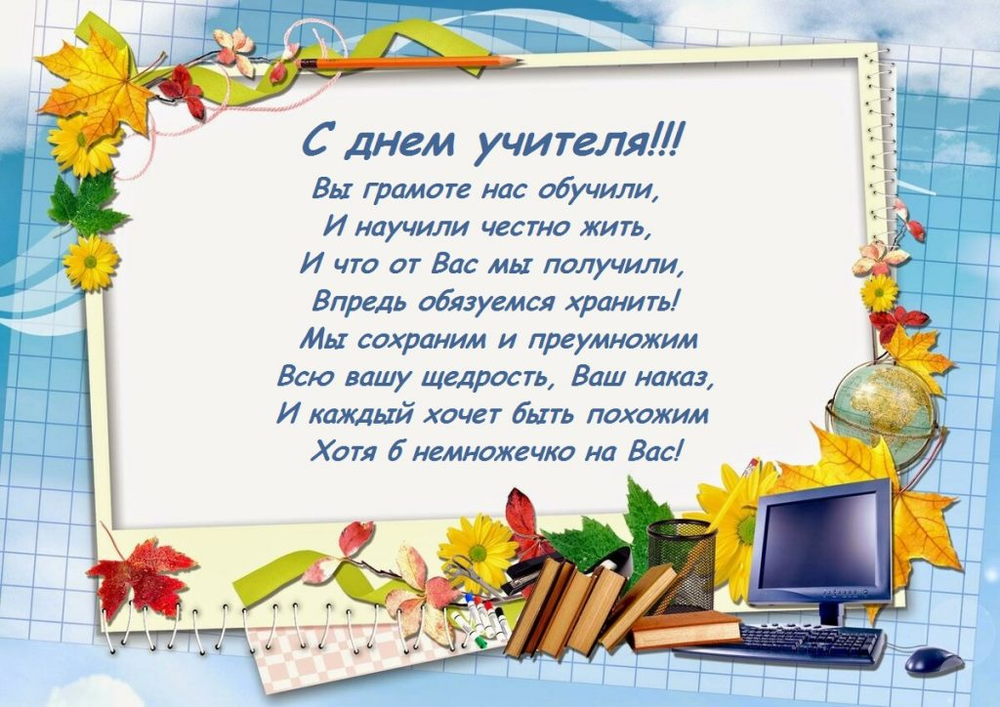 С днем учителя!!!
Вы грамоте нас обучили,
И научили честно жить,
И что от Вас мы получили,
Впредь обязуемся хранить!
Мы сохраним и преумножим
Всю вашу щедрость, Ваш наказ,
И каждый хочет быть похожим
Хотя б немножечко на Вас!